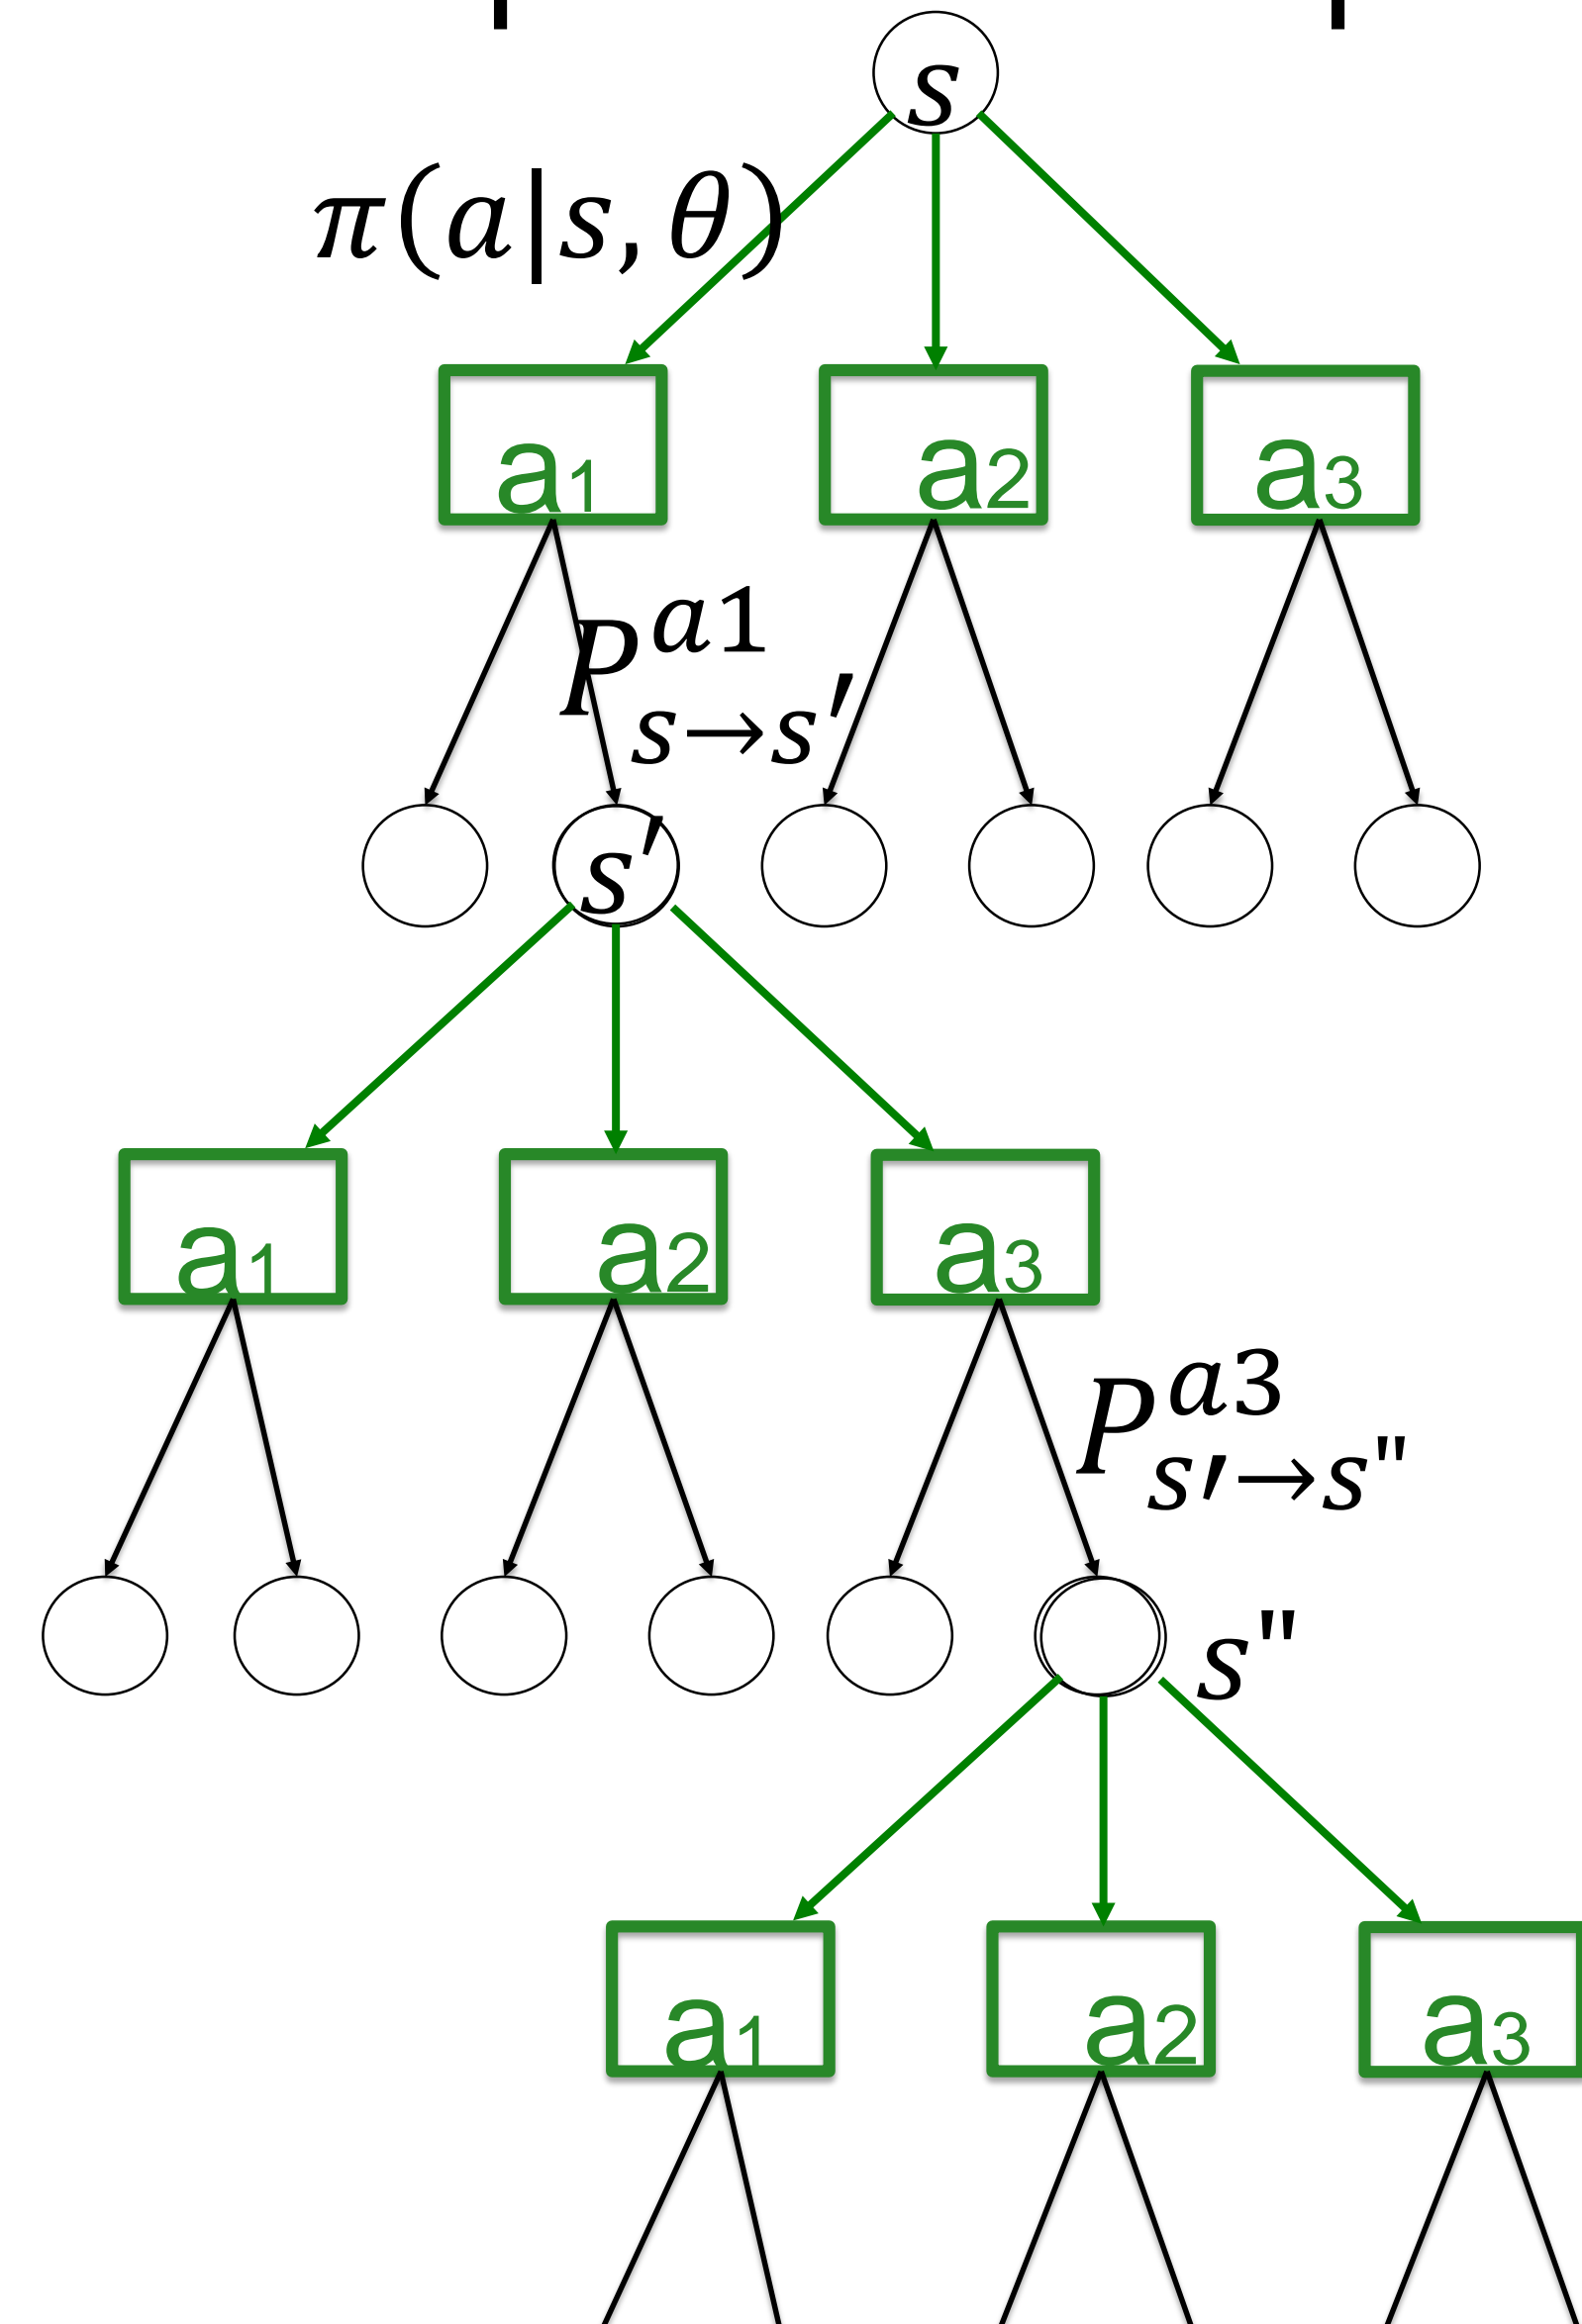 s
π(a|s, θ)
a1 a2 a3
P^{a1}_{s→s'}
s'
a1 a2 a3
P^{a3}_{s'→s"}
s"
a1 a2 a3